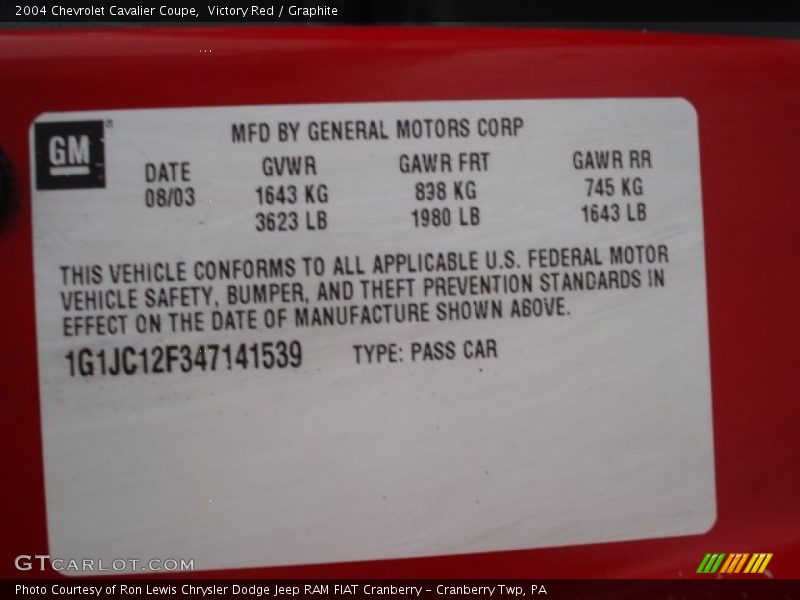 2004 Chevrolet Cavalier Coupe,  Victory Red / Graphite
GM
MFD BY GENERAL MOTORS CORP
DATE GVWR GAWR FRT GAWR RR
08/03 1643 KG 898 KG 745 KG
3623 LB 1980 LB 1643 LB
THIS VEHICLE CONFORMS TO ALL APPLICABLE U.S. FEDERAL MOTOR
VEHICLE SAFETY, BUMPER, AND THEFT PREVENTION STANDARDS IN
EFFECT ON THE DATE OF MANUFACTURE SHOWN ABOVE.
1G1JC12F347141539 TYPE: PASS CAR
GTCARLOT.COM
Photo Courtesy of Ron Lewis Chrysler Dodge Jeep RAM FIAT Cranberry - Cranberry Twp, PA